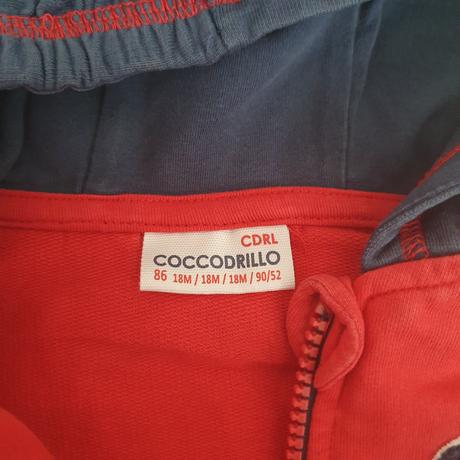 CDRL
COCCODRILLO
86 18M / 18M / 18M / 90/52